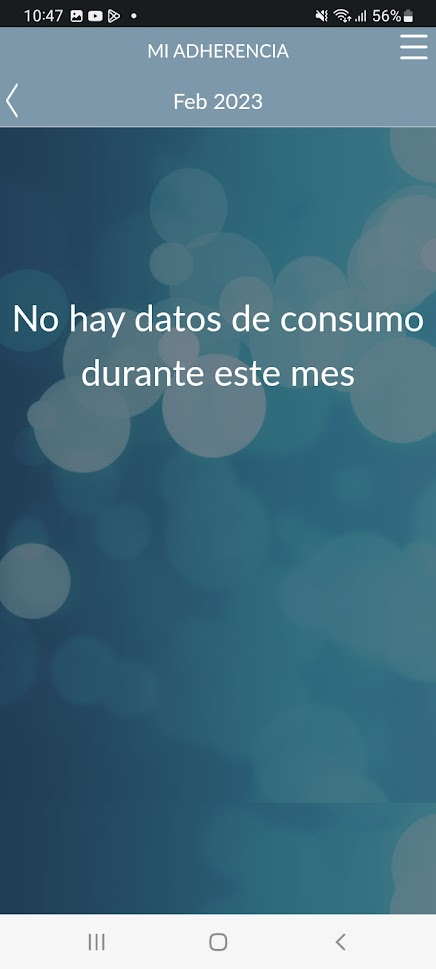 10:47 56%
MI ADHERENCIA
Feb 2023
No hay datos de consumo
durante este mes